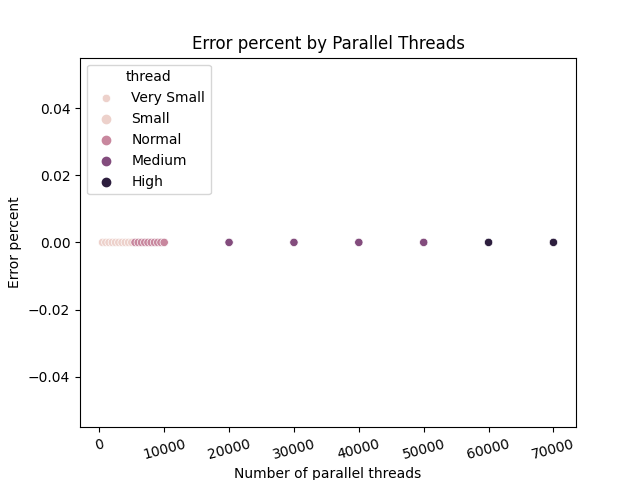 Error percent by Parallel Threads
thread
Very Small
Small
Normal
Medium
High
Error percent
0.04
0.02
0.00
−0.02
−0.04
0
10000
20000
30000
40000
50000
60000
70000
Number of parallel threads